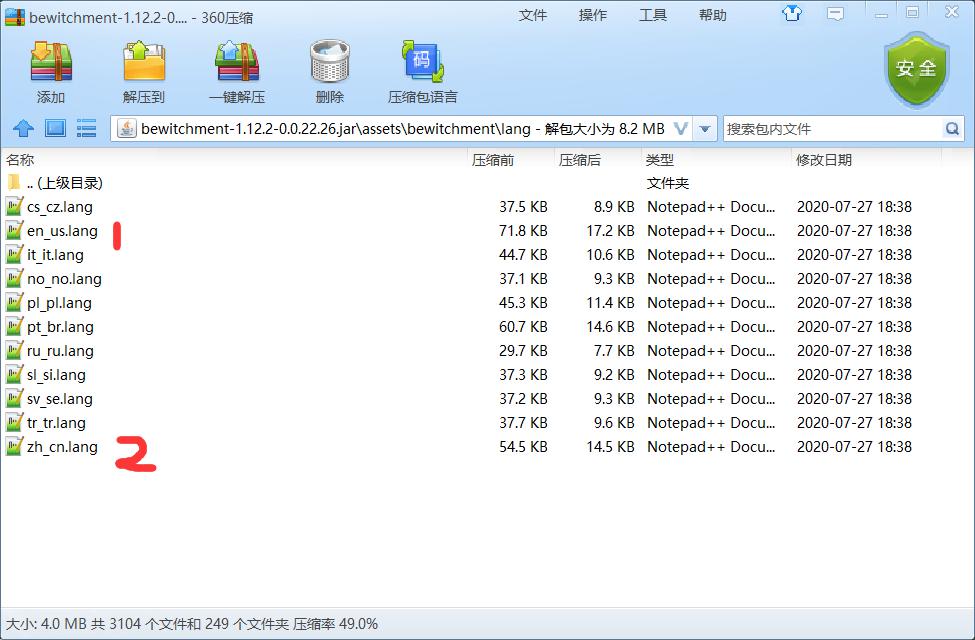 bewitchment-1.12.2-0.... - 360压缩 文件 操作 工具 帮助
添加 解压到 一键解压 删除 压缩包语言 安全
码
bewitchment-1.12.2-0.0.22.26.jar\assets\bewitchment\lang - 解包大小为 8.2 MB 搜索包内文件
名称 压缩前 压缩后 类型 修改日期
.. (上级目录) 文件夹
cs_cz.lang 37.5 KB 8.9 KB Notepad++ Docu... 2020-07-27 18:38
en_us.lang 1 71.8 KB 17.2 KB Notepad++ Docu... 2020-07-27 18:38
it_it.lang 44.7 KB 10.6 KB Notepad++ Docu... 2020-07-27 18:38
no_no.lang 37.1 KB 9.3 KB Notepad++ Docu... 2020-07-27 18:38
pl_pl.lang 45.3 KB 11.4 KB Notepad++ Docu... 2020-07-27 18:38
pt_br.lang 60.7 KB 14.6 KB Notepad++ Docu... 2020-07-27 18:38
ru_ru.lang 29.7 KB 7.7 KB Notepad++ Docu... 2020-07-27 18:38
sl_si.lang 37.3 KB 9.2 KB Notepad++ Docu... 2020-07-27 18:38
sv_se.lang 37.2 KB 9.3 KB Notepad++ Docu... 2020-07-27 18:38
tr_tr.lang 37.7 KB 9.6 KB Notepad++ Docu... 2020-07-27 18:38
zh_cn.lang 2 54.5 KB 14.5 KB Notepad++ Docu... 2020-07-27 18:38
大小: 4.0 MB 共 3104 个文件和 249 个文件夹 压缩率 49.0%